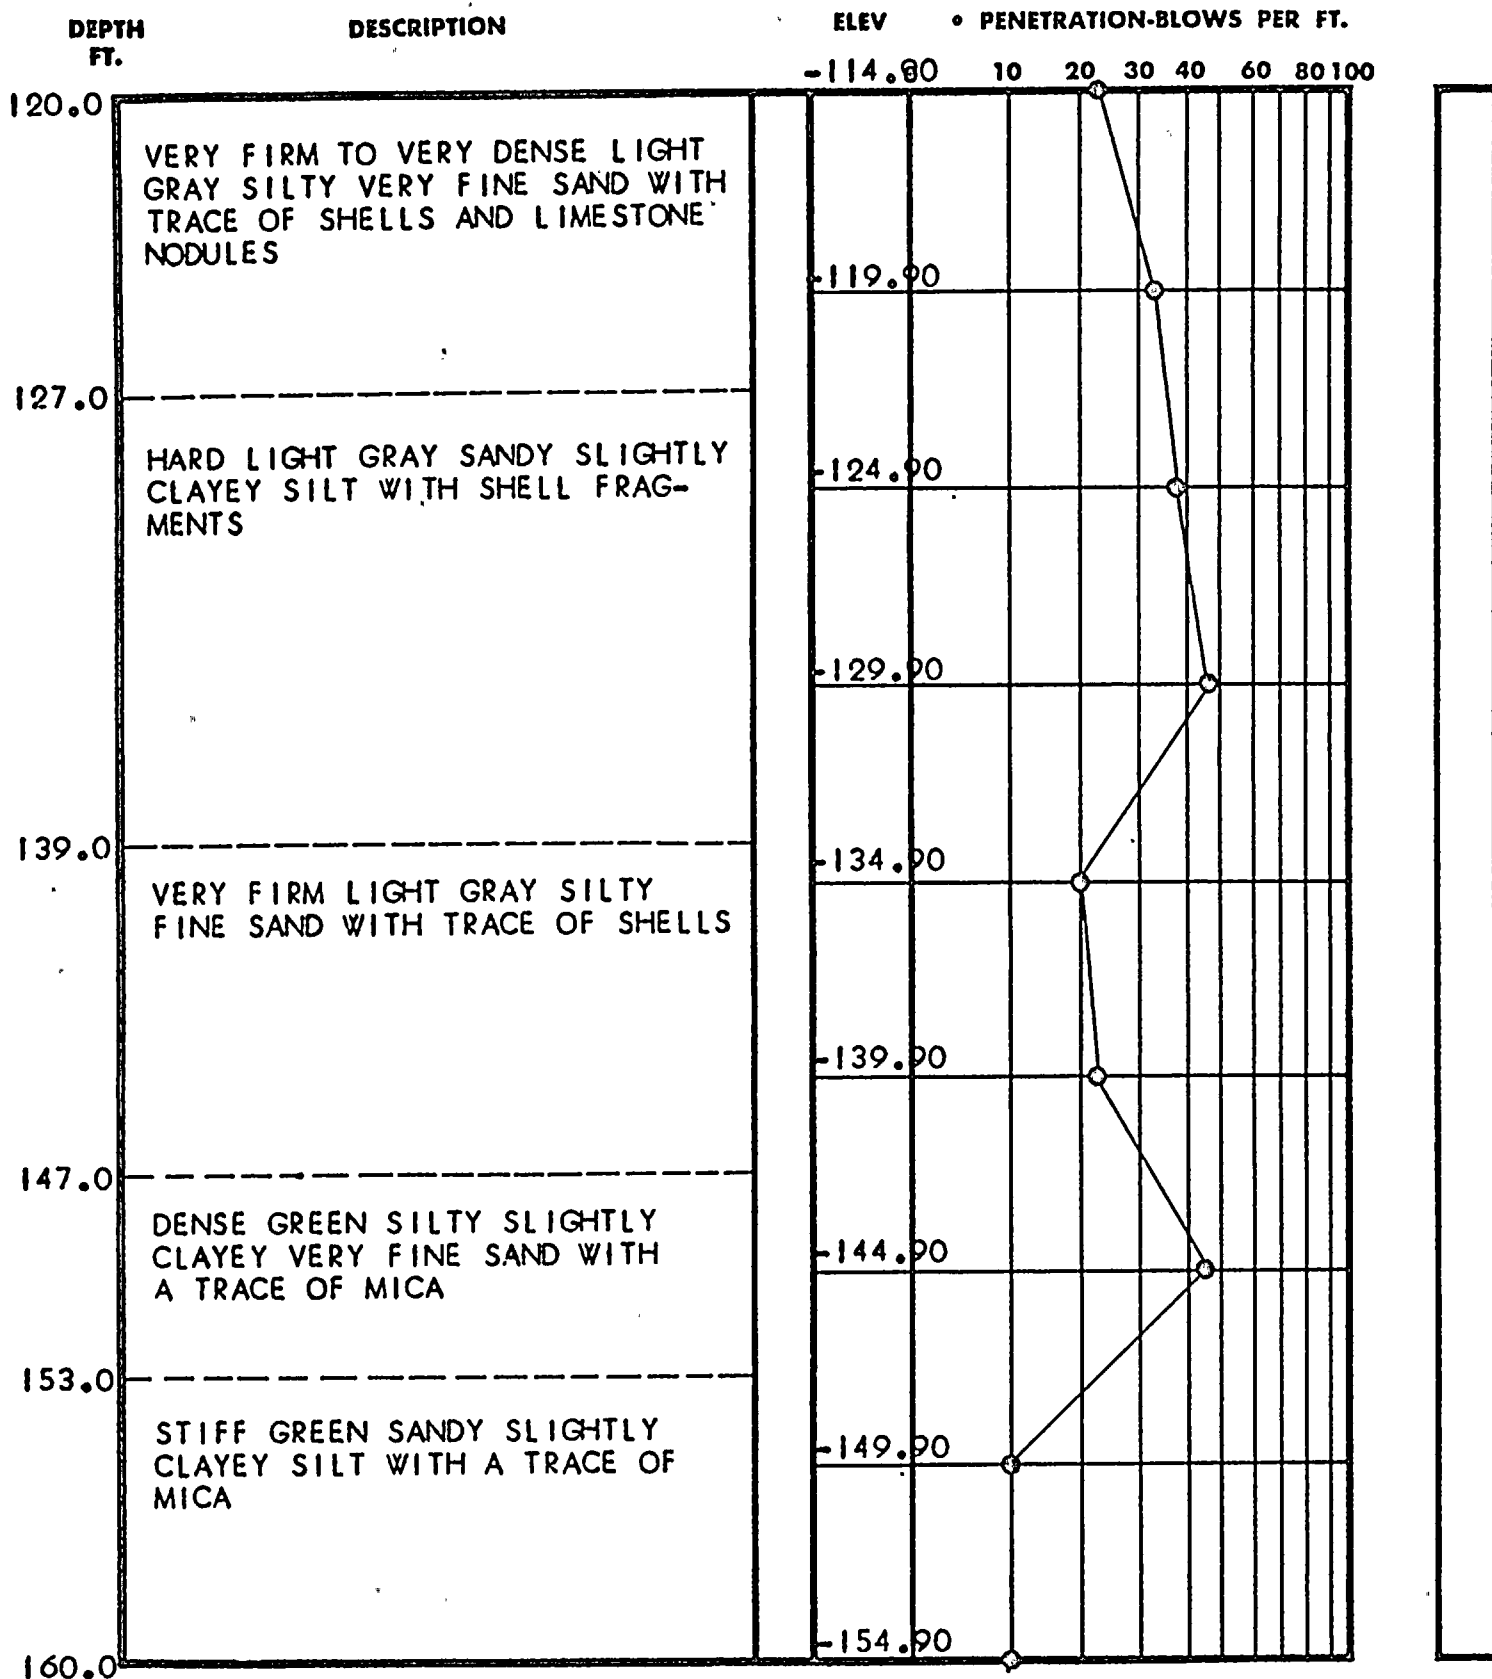 DEPTH FT. DESCRIPTION ELEV PENETRATION-BLOWS PER FT.
-114.90 0 10 20 30 40 60 80 100
120.0
VERY FIRM TO VERY DENSE LIGHT
GRAY SILTY VERY FINE SAND WITH
TRACE OF SHELLS AND LIMESTONE
NODULES
-119.90
127.0
HARD LIGHT GRAY SANDY SLIGHTLY
CLAYEY SILT WITH SHELL FRAG-
MENTS
-124.90
-129.90
139.0
-134.90
VERY FIRM LIGHT GRAY SILTY
FINE SAND WITH TRACE OF SHELLS
-139.90
147.0
DENSE GREEN SILTY SLIGHTLY
CLAYEY VERY FINE SAND WITH
A TRACE OF MICA
-144.90
153.0
STIFF GREEN SANDY SLIGHTLY
CLAYEY SILT WITH A TRACE OF
MICA
-149.90
-154.90
160.0